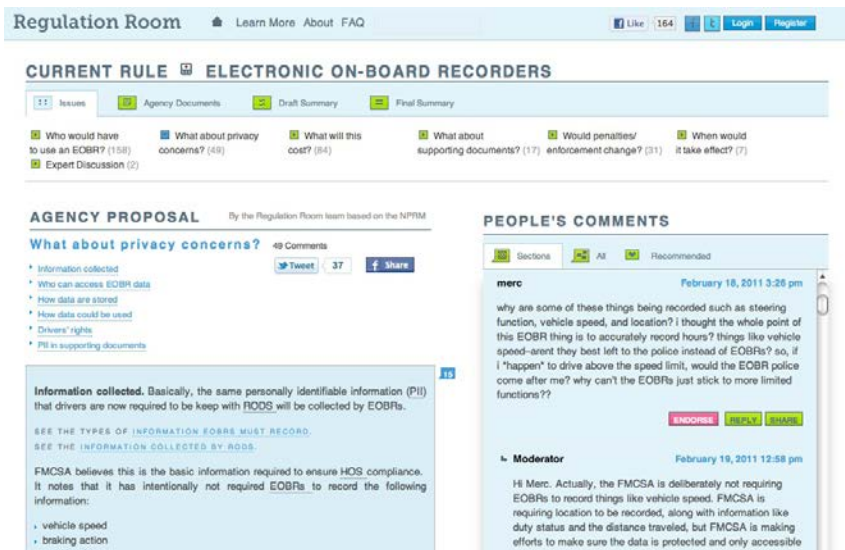 Regulation Room
Learn More About FAQ
Like 164
Login
Register
CURRENT RULE ELECTRONIC ON-BOARD RECORDERS
Issues
Agency Documents
Draft Summary
Final Summary
Who would have
to use an EOBR? (158)
What about privacy
concerns? (49)
What will this
cost? (84)
What about
supporting documents? (17)
Would penalties/
enforcement change? (31)
When would
it take effect? (7)
Expert Discussion (2)
AGENCY PROPOSAL
By the Regulation Room team based on the NPRM
What about privacy concerns?
49 Comments
Tweet 37
Share
Information collected
Who can access EOBR data
How data are stored
How data could be used
Drivers' rights
PII in supporting documents
15
Information collected. Basically, the same personally identifiable information (PII)
that drivers are now required to be keep with RODS will be collected by EOBRs.
SEE THE TYPES OF INFORMATION EOBRS MUST RECORD.
SEE THE INFORMATION COLLECTED BY RODS.
FMCSA believes this is the basic information required to ensure HOS compliance.
It notes that it has intentionally not required EOBRs to record the following
information:
vehicle speed
braking action
PEOPLE'S COMMENTS
Sections
All
Recommended
merc
February 18, 2011 3:26 pm
why are some of these things being recorded such as steering
function, vehicle speed, and location? i thought the whole point of
this EOBR thing is to accurately record hours? things like vehicle
speed-arent they best left to the police instead of EOBRs? so, if
i *happen* to drive above the speed limit, would the EOBR police
come after me? why can't the EOBRs just stick to more limited
functions??
ENDORSE REPLY SHARE
Moderator
February 19, 2011 12:58 pm
Hi Merc. Actually, the FMCSA is deliberately not requiring
EOBRs to record things like vehicle speed. FMCSA is
requiring location to be recorded, along with information like
duty status and the distance traveled, but FMCSA is making
efforts to make sure the data is protected and only accessible